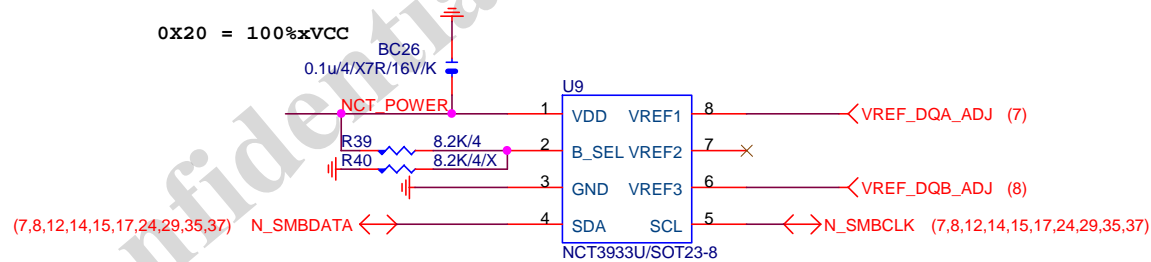 0X20 = 100%xVCC
BC26
0.1u/4/X7R/16V/K
U9
NCT_POWER
1 VDD VREF1 8 VREF_DQA_ADJ (7)
R39 8.2K/4 2 B_SEL VREF2 7
R40 8.2K/4/X
3 GND VREF3 6 VREF_DQB_ADJ (8)
(7,8,12,14,15,17,24,29,35,37) N_SMBDATA 4 SDA SCL 5 N_SMBCLK (7,8,12,14,15,17,24,29,35,37)
NCT3933U/SOT23-8
nfidential